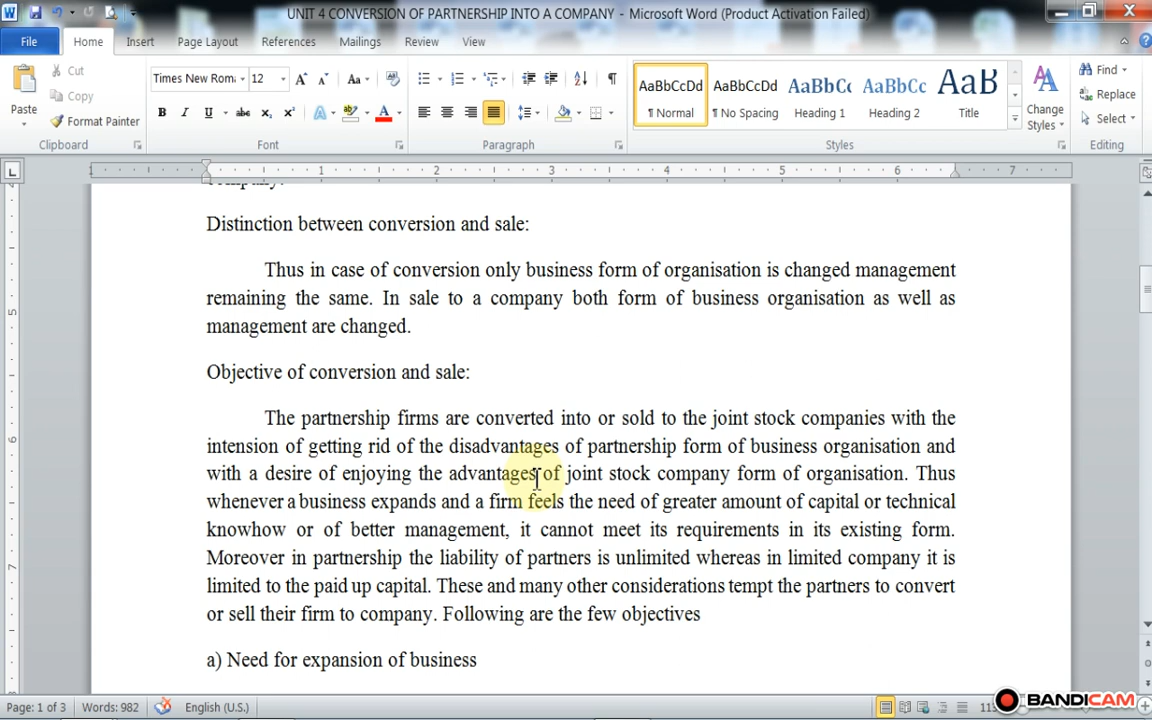 UNIT 4 CONVERSION OF PARTNERSHIP INTO A COMPANY - Microsoft Word (Product Activation Failed)
File Home Insert Page Layout References Mailings Review View
Paste
Cut
Copy
Format Painter
Clipboard
Times New Rom 12
Font
Paragraph
AaBbCcDd AaBbCcDd AaBbCc AaBbCc AaB
¶ Normal ¶ No Spacing Heading 1 Heading 2 Title
Change Styles
Styles
Find
Replace
Select
Editing
1 1 2 3 4 5 6 7
Distinction between conversion and sale:
Thus in case of conversion only business form of organisation is changed management
remaining the same. In sale to a company both form of business organisation as well as
management are changed.
Objective of conversion and sale:
The partnership firms are converted into or sold to the joint stock companies with the
intension of getting rid of the disadvantages of partnership form of business organisation and
with a desire of enjoying the advantages of joint stock company form of organisation. Thus
whenever a business expands and a firm feels the need of greater amount of capital or technical
knowhow or of better management, it cannot meet its requirements in its existing form.
Moreover in partnership the liability of partners is unlimited whereas in limited company it is
limited to the paid up capital. These and many other considerations tempt the partners to convert
or sell their firm to company. Following are the few objectives
a) Need for expansion of business
Page: 1 of 3 Words: 982 English (U.S.)
BANDICAM